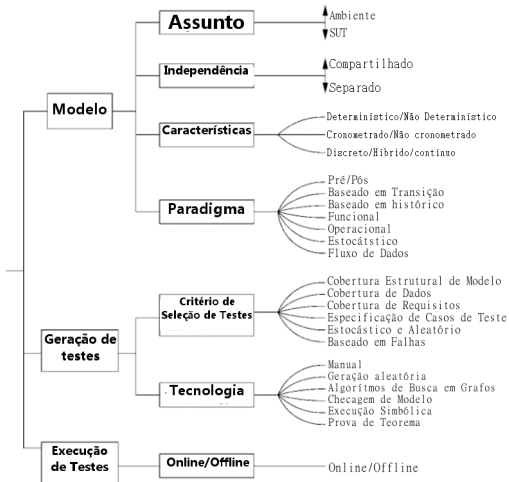 Modelo
Assunto
Ambiente
SUT
Independência
Compartilhado
Separado
Características
Determinístico/Não Determinístico
Cronometrado/Não cronometrado
Discreto/Híbrido/contínuo
Paradigma
Pré/Pós
Baseado em Transição
Baseado em histórico
Funcional
Operacional
Estocátstico
Fluxo de Dados
Geração de
testes
Critério de
Seleção de Testes
Cobertura Estrutural de Modelo
Cobertura de Dados
Cobertura de Requisitos
Especificação de Casos de Teste
Estocástico e Aleatório
Baseado em Falhas
Tecnologia
Manual
Geração aleatória
Algorítmos de Busca em Grafos
Checagem de Modelo
Execução Simbólica
Prova de Teorema
Execução
de Testes
Online/Offline
Online/Offline